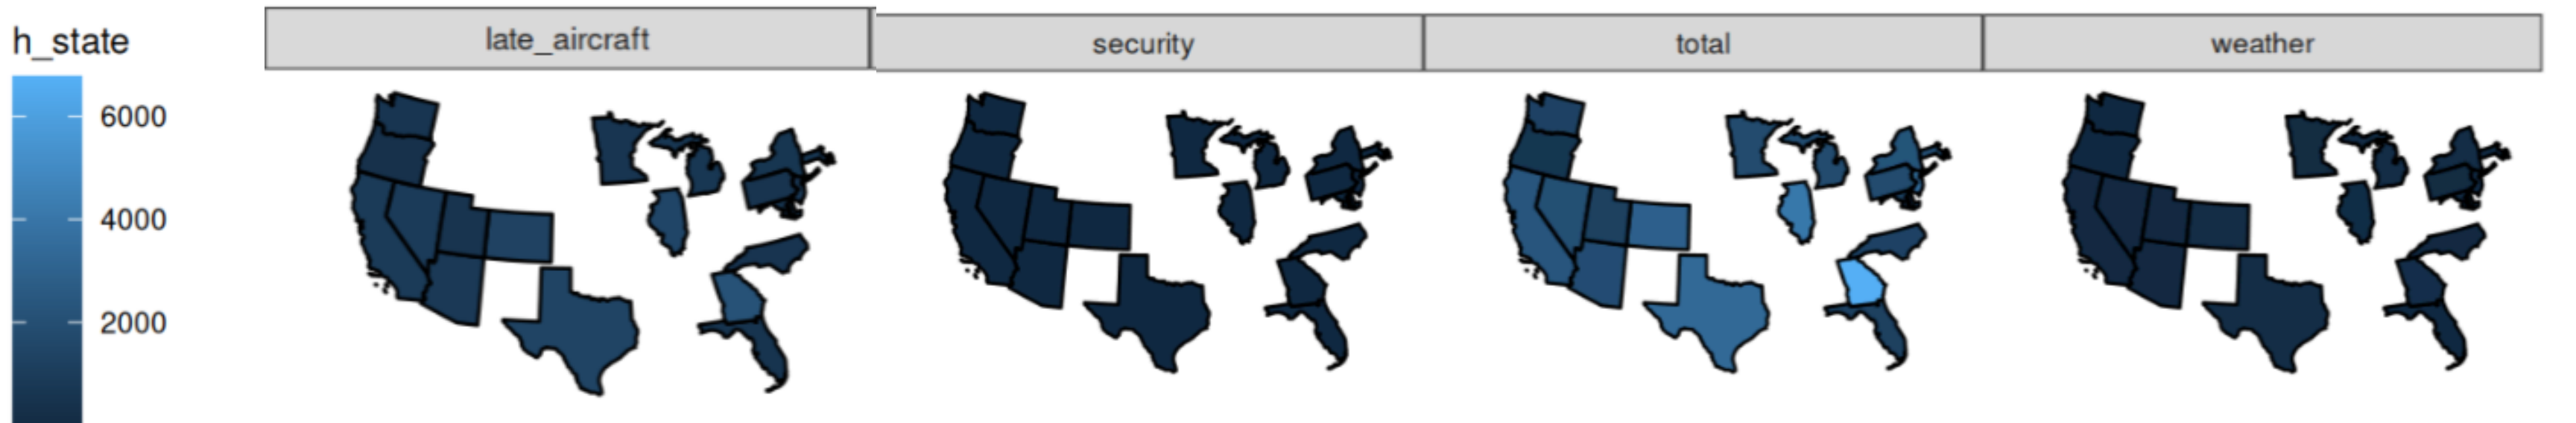 h_state
6000
4000
2000
late_aircraft
security
total
weather